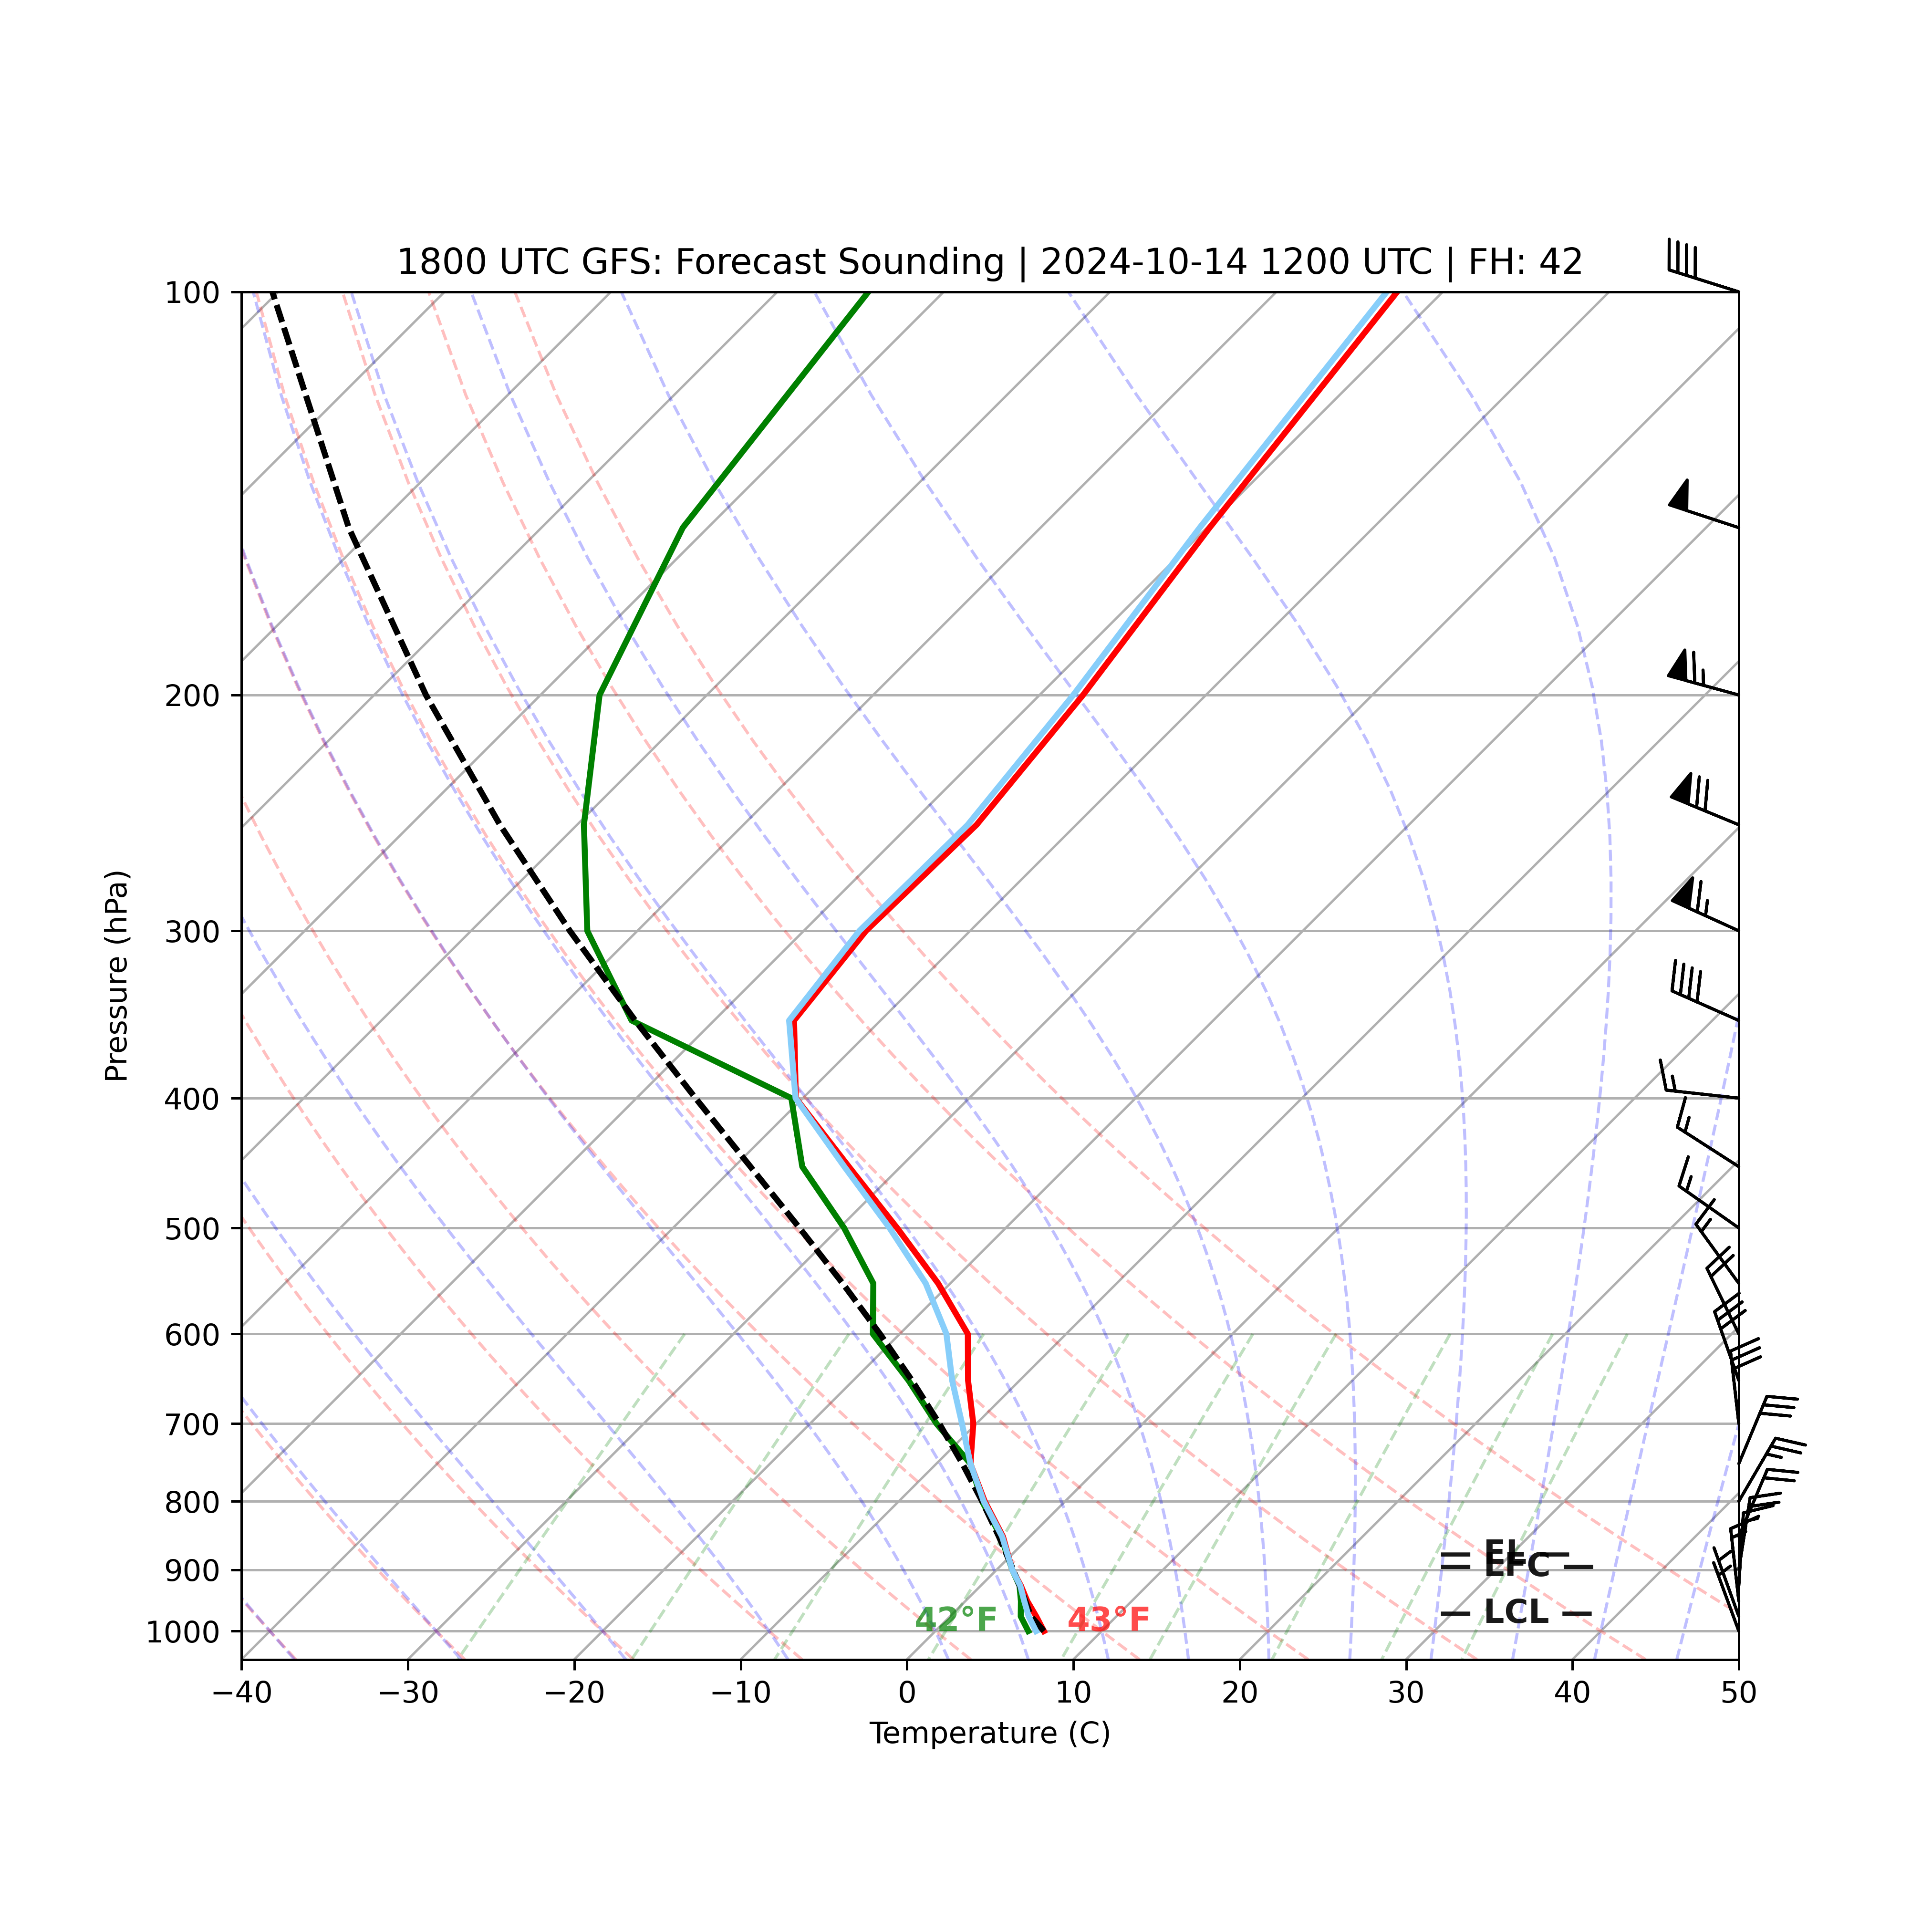 1800 UTC GFS: Forecast Sounding | 2024-10-14 1200 UTC | FH: 42
100
200
300
400
500
600
700
800
900
1000
Pressure (hPa)
— EL —
— LFC —
— LCL —
42°F
43°F
−40 −30 −20 −10 0 10 20 30 40 50
Temperature (C)